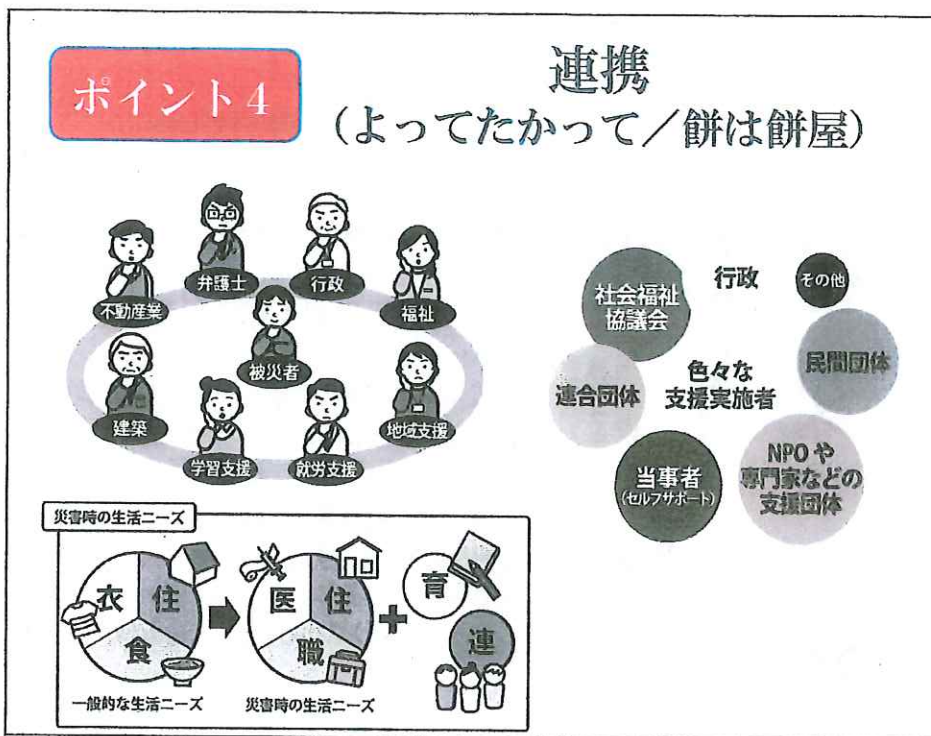 ポイント4
連携
(よってたかって/餅は餅屋)
弁護士
行政
不動産業
福祉
被災者
建築
地域支援
学習支援
就労支援
社会福祉
協議会
行政
その他
民間団体
連合団体
色々な
支援実施者
当事者
(セルフサポート)
NPOや
専門家などの
支援団体
災害時の生活ニーズ
衣
住
食
一般的な生活ニーズ
医
住
職
災害時の生活ニーズ
育
連